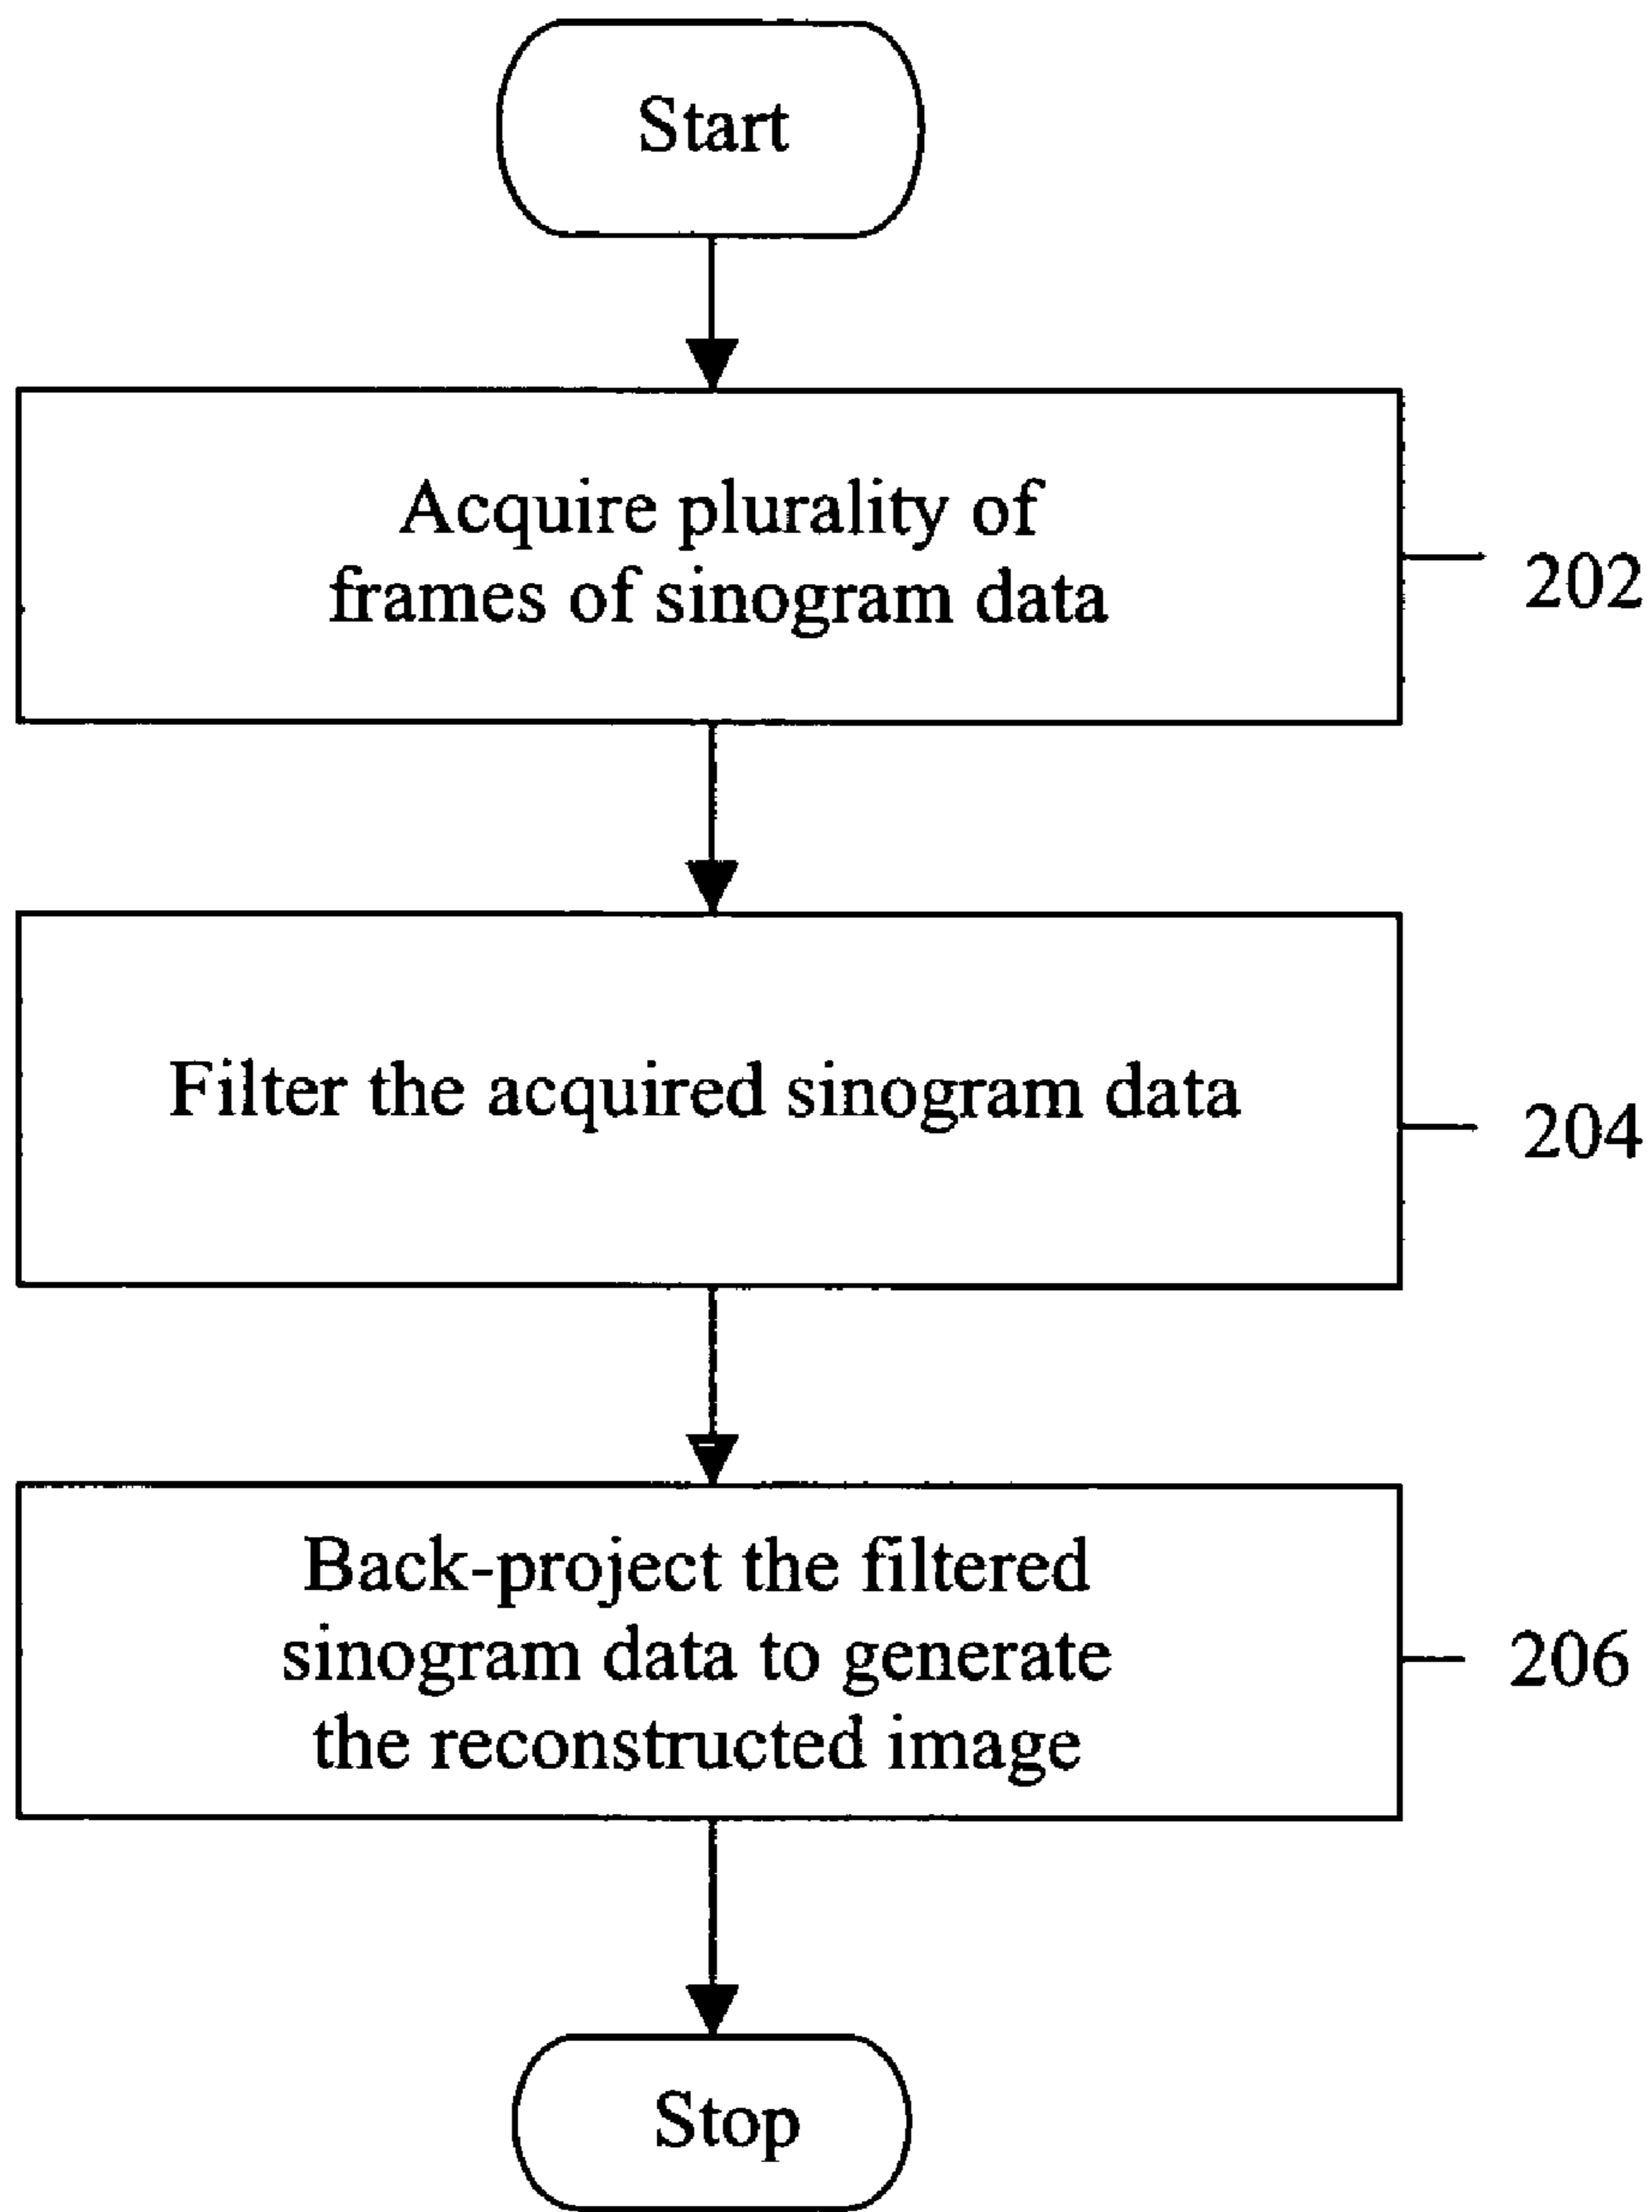 Start
Acquire plurality of
frames of sinogram data
202
Filter the acquired sinogram data
204
Back-project the filtered
sinogram data to generate
the reconstructed image
206
Stop